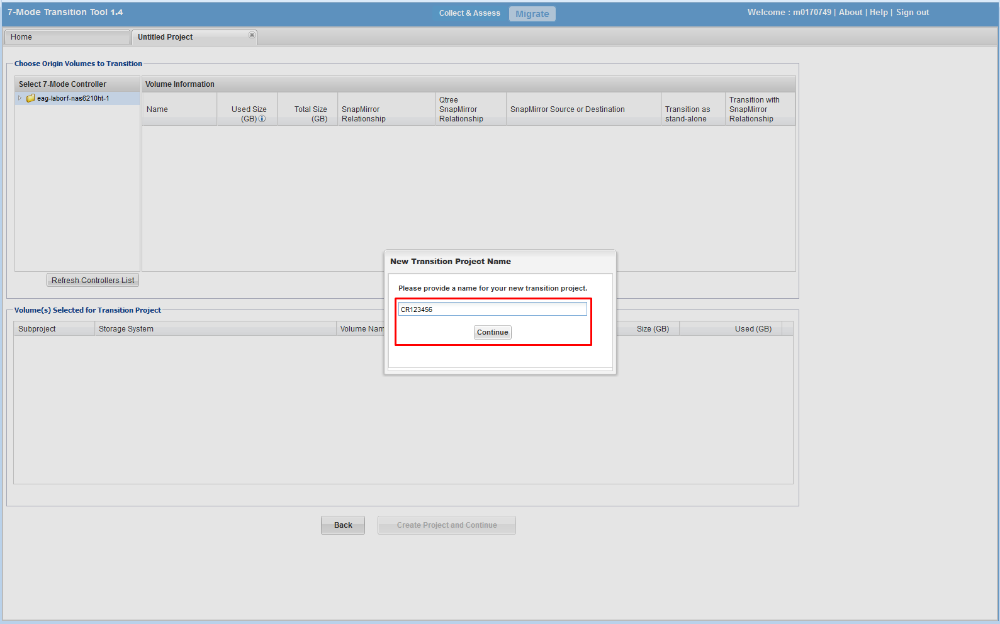 7-Mode Transition Tool 1.4
Collect & Assess
Migrate
Welcome : m0170749 | About | Help | Sign out
Home
Untitled Project
Choose Origin Volumes to Transition
Select 7-Mode Controller
eag-laborf-nas6210ht-1
Refresh Controllers List
Volume Information
Name
Used Size
(GB)
Total Size
(GB)
SnapMirror
Relationship
Qtree
SnapMirror
Relationship
SnapMirror Source or Destination
Transition as
stand-alone
Transition with
SnapMirror
Relationship
New Transition Project Name
Please provide a name for your new transition project.
CR123456
Continue
Volume(s) Selected for Transition Project
Subproject
Storage System
Volume Nam
Size (GB)
Used (GB)
Back
Create Project and Continue